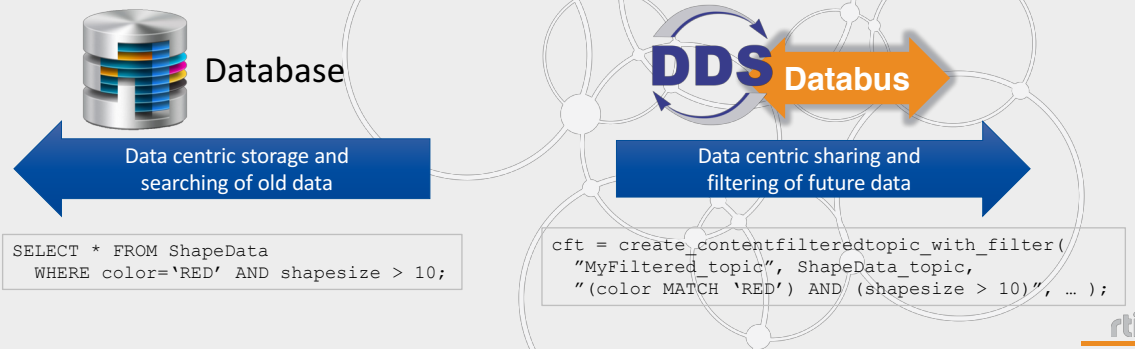 Database
DDS
Databus
Data centric storage and
searching of old data
Data centric sharing and
filtering of future data
SELECT * FROM ShapeData
WHERE color=‘RED’ AND shapesize > 10;
cft = create_contentfilteredtopic_with_filter(
”MyFiltered_topic”, ShapeData_topic,
”(color MATCH ‘RED’) AND (shapesize > 10)”, … );
rti